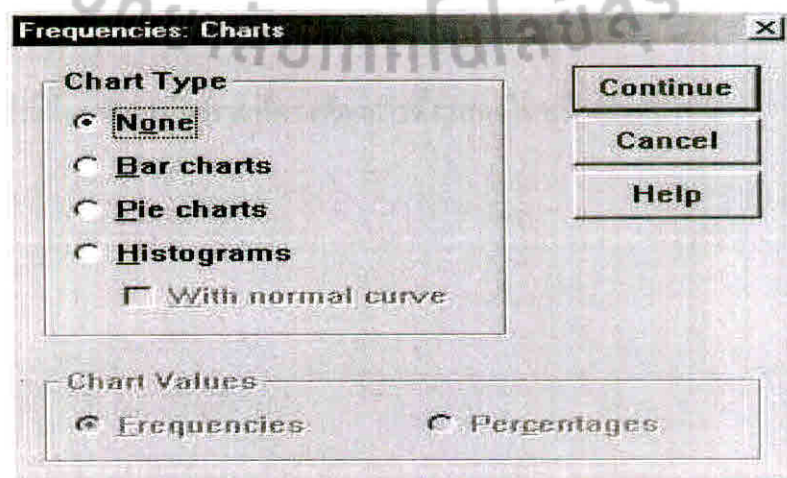 Frequencies: Charts
Chart Type
None
Bar charts
Pie charts
Histograms
With normal curve
Continue
Cancel
Help
Chart Values
Frequencies Percentages